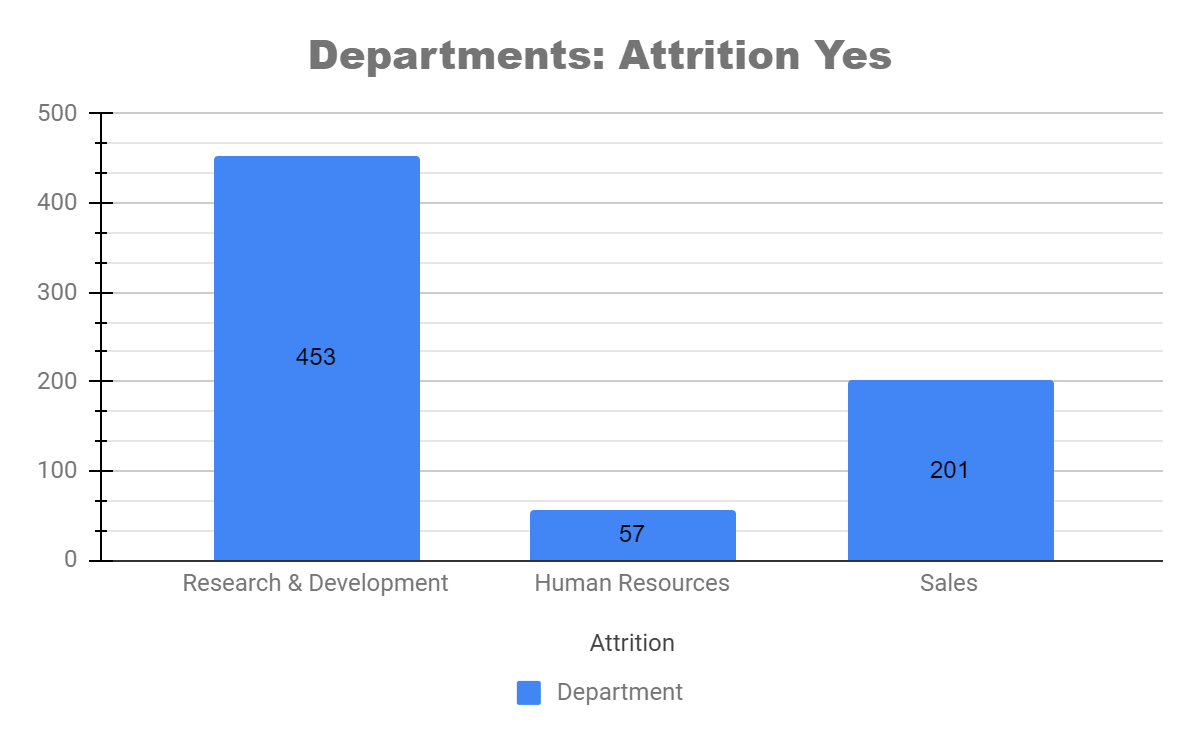 Departments: Attrition Yes
500
400
300
200
100
0
453
57
201
Research & Development
Human Resources
Sales
Attrition
Department